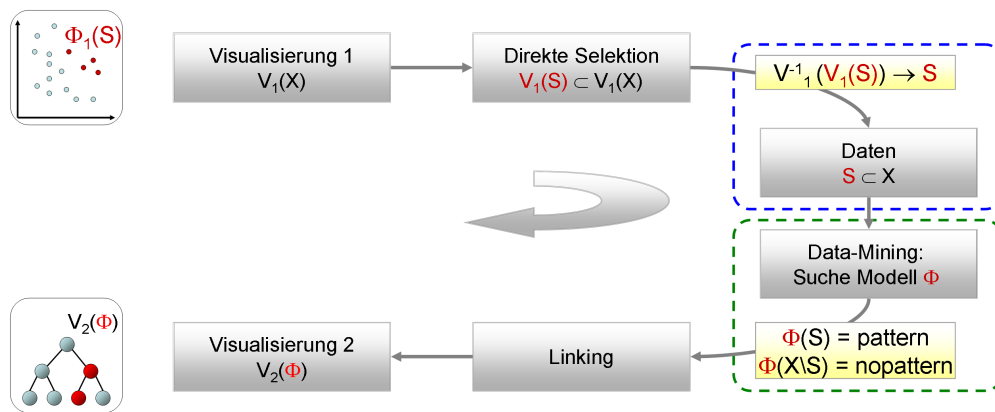 Φ₁(S)
Visualisierung 1
V₁(X)
Direkte Selektion
V₁(S) ⊂ V₁(X)
V⁻¹₁ (V₁(S)) → S
Daten
S ⊂ X
Data-Mining:
Suche Modell Φ
Φ(S) = pattern
Φ(X\S) = nopattern
Linking
Visualisierung 2
V₂(Φ)
V₂(Φ)